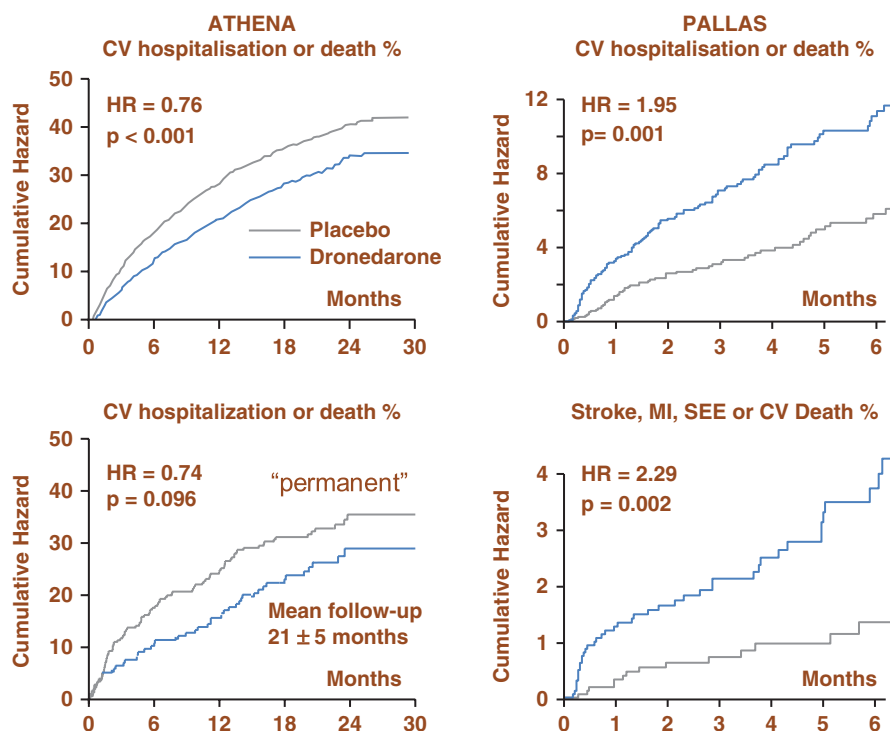 ATHENA
CV hospitalisation or death %
Cumulative Hazard
50
40
30
20
10
0
HR = 0.76
p < 0.001
Placebo
Dronedarone
Months
0 6 12 18 24 30
PALLAS
CV hospitalisation or death %
Cumulative Hazard
12
8
4
0
HR = 1.95
p= 0.001
Months
0 1 2 3 4 5 6
CV hospitalization or death %
Cumulative Hazard
50
40
30
20
10
0
HR = 0.74
p = 0.096
“permanent”
Mean follow-up
21 ± 5 months
Months
0 6 12 18 24 30
Stroke, MI, SEE or CV Death %
Cumulative Hazard
4
3
2
1
0
HR = 2.29
p = 0.002
Months
0 1 2 3 4 5 6